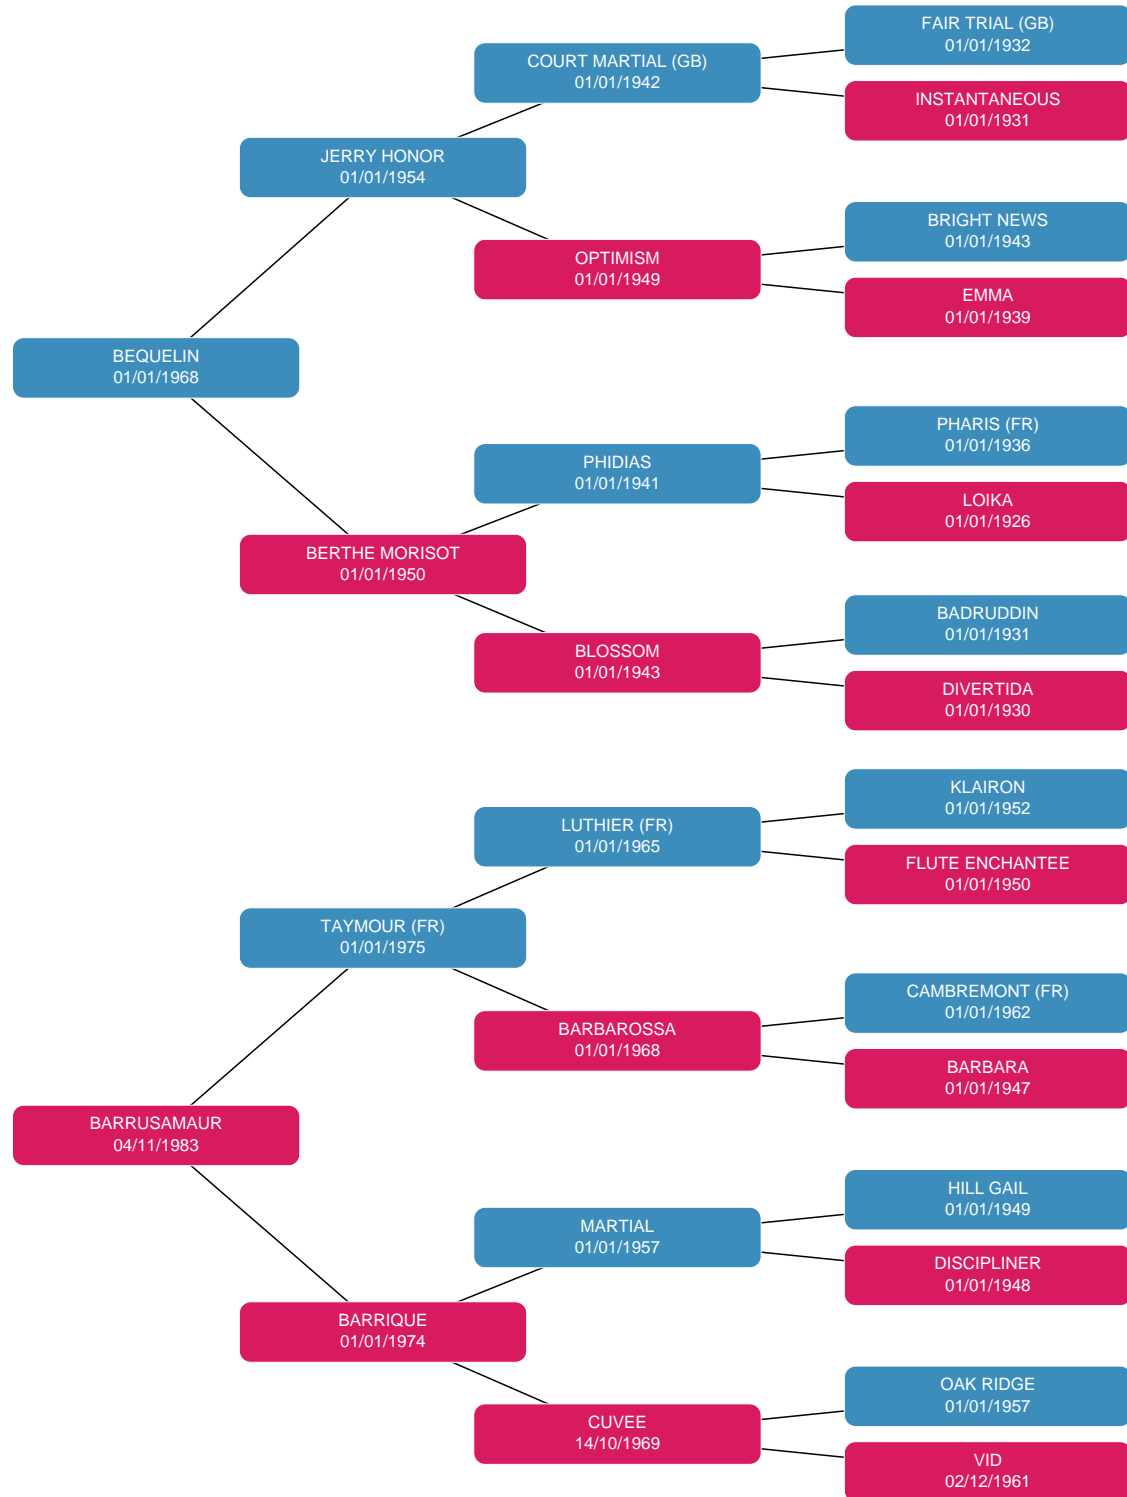 FAIR TRIAL (GB)
01/01/1932
COURT MARTIAL (GB)
01/01/1942
INSTANTANEOUS
01/01/1931
JERRY HONOR
01/01/1954
BRIGHT NEWS
01/01/1943
OPTIMISM
01/01/1949
EMMA
01/01/1939
BEQUELIN
01/01/1968
PHARIS (FR)
01/01/1936
PHIDIAS
01/01/1941
LOIKA
01/01/1926
BERTHE MORISOT
01/01/1950
BADRUDDIN
01/01/1931
BLOSSOM
01/01/1943
DIVERTIDA
01/01/1930
KLAIRON
01/01/1952
LUTHIER (FR)
01/01/1965
FLUTE ENCHANTEE
01/01/1950
TAYMOUR (FR)
01/01/1975
CAMBREMONT (FR)
01/01/1962
BARBAROSSA
01/01/1968
BARBARA
01/01/1947
BARRUSAMAUR
04/11/1983
HILL GAIL
01/01/1949
MARTIAL
01/01/1957
DISCIPLINER
01/01/1948
BARRIQUE
01/01/1974
OAK RIDGE
01/01/1957
CUVEE
14/10/1969
VID
02/12/1961